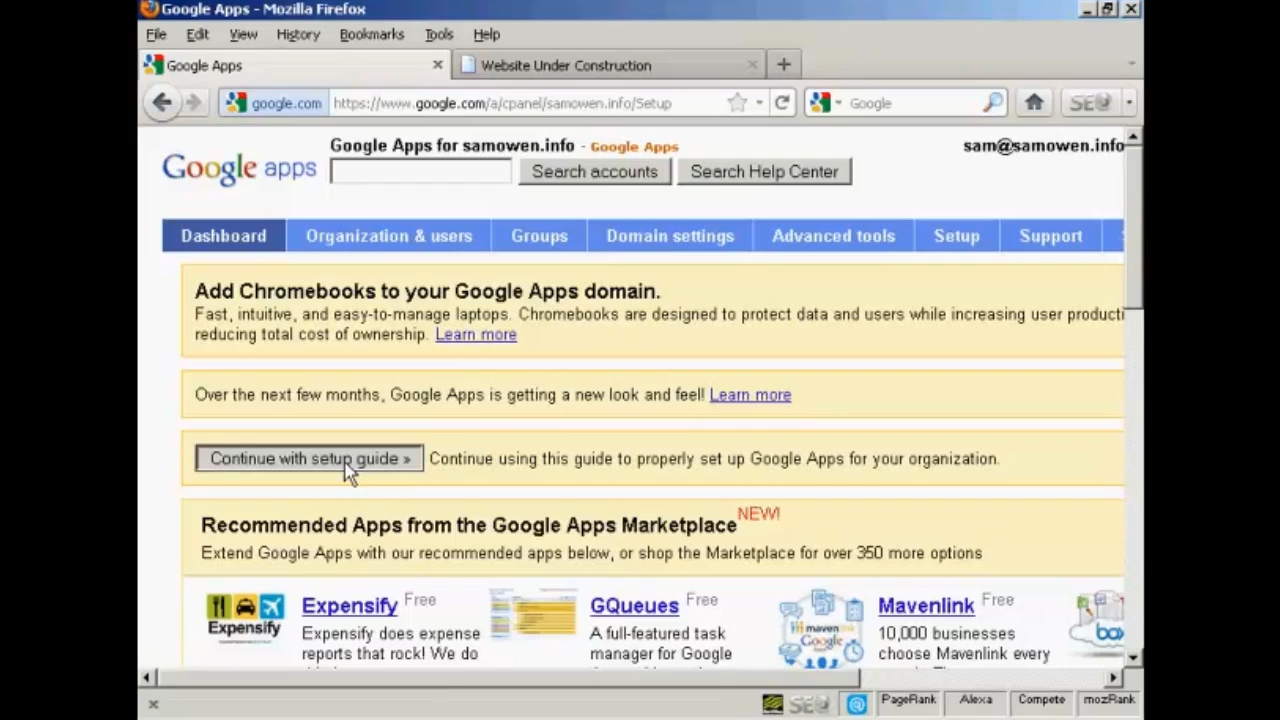 Google Apps - Mozilla Firefox
File Edit View History Bookmarks Tools Help
Google Apps Website Under Construction
google.com https://www.google.com/a/cpanel/samowen.info/Setup Google SE
Google Apps for samowen.info - Google Apps sam@samowen.info
Google apps Search accounts Search Help Center
Dashboard Organization & users Groups Domain settings Advanced tools Setup Support
Add Chromebooks to your Google Apps domain.
Fast, intuitive, and easy-to-manage laptops. Chromebooks are designed to protect data and users while increasing user producti
reducing total cost of ownership. Learn more
Over the next few months, Google Apps is getting a new look and feel! Learn more
Continue with setup guide » Continue using this guide to properly set up Google Apps for your organization.
Recommended Apps from the Google Apps Marketplace NEW!
Extend Google Apps with our recommended apps below, or shop the Marketplace for over 350 more options
Expensify Expensify Free GQueues Free mavenlink Google Mavenlink Free box
Expensify does expense A full-featured task 10,000 businesses
reports that rock! We do manager for Google choose Mavenlink every
SE PageRank Alexa Compete mozRank